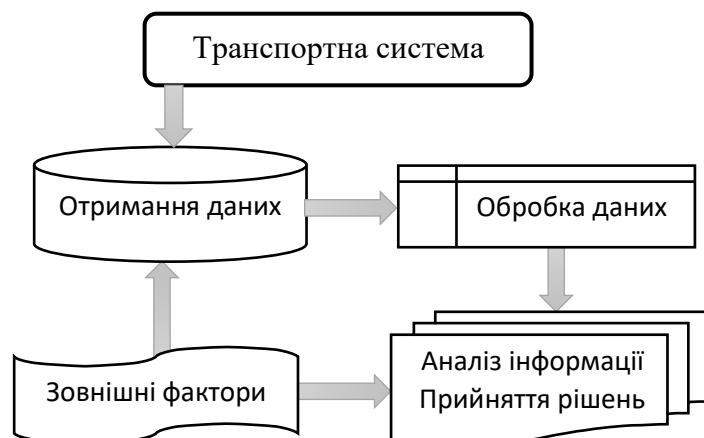 Транспортна система
Отримання даних
Обробка даних
Зовнішні фактори
Аналіз інформації
Прийняття рішень